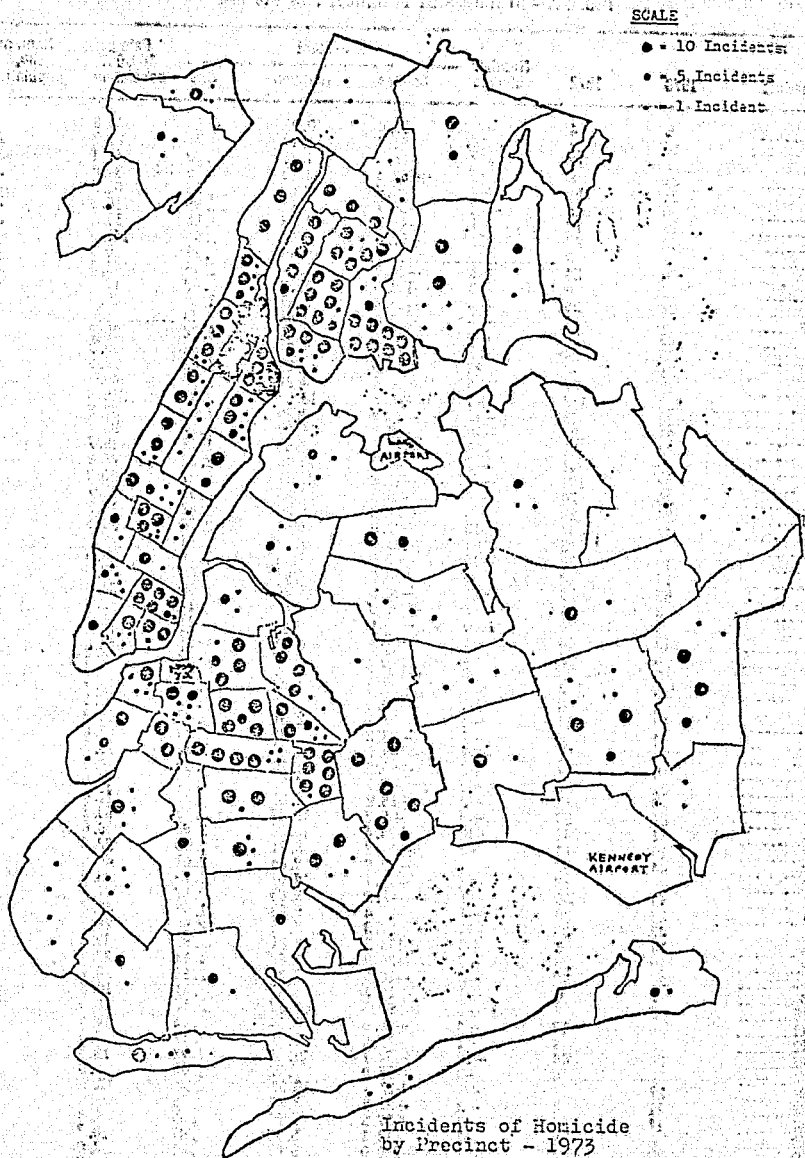 SCALE
● = 10 Incidents
• = 5 Incidents
· = 1 Incident
AIRPORT
KENNEDY
AIRPORT
Incidents of Homicide
by Precinct - 1973